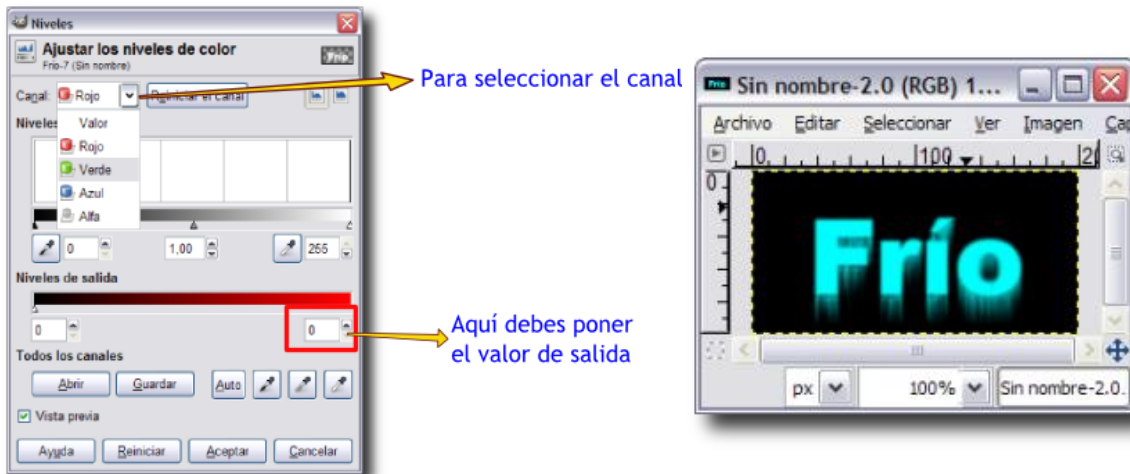 Niveles
Ajustar los niveles de color
Frío-7 (Sin nombre)
Frío
Canal: Rojo
Reiniciar el canal
Valor
Rojo
Verde
Azul
Alfa
Niveles
0
1,00
255
Niveles de salida
0
0
Todos los canales
Abrir
Guardar
Auto
Vista previa
Ayuda
Reiniciar
Aceptar
Cancelar
Para seleccionar el canal
Aquí debes poner
el valor de salida
Sin nombre-2.0 (RGB) 1...
Archivo Editar Seleccionar Ver Imagen Cap
0 100 20
0
Frío
px 100% Sin nombre-2.0.